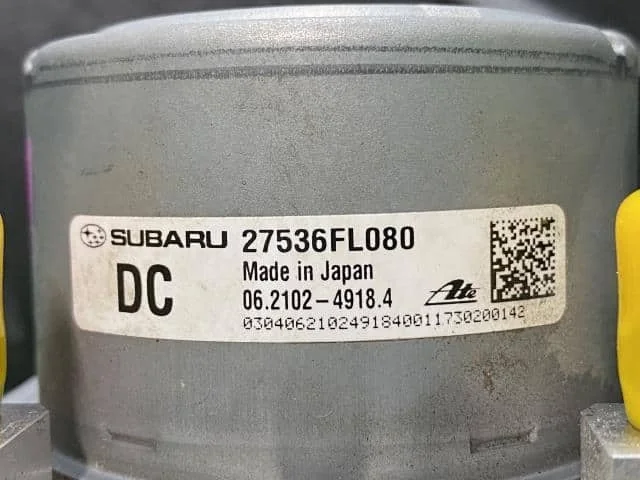 SUBARU 27536FL080
DC
Made in Japan
06.2102-4918.4 Ate
0304062102491840011730200142